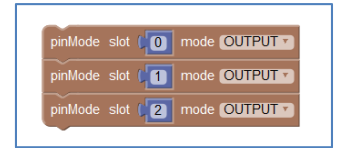 pinMode slot 0 mode OUTPUT
pinMode slot 1 mode OUTPUT
pinMode slot 2 mode OUTPUT